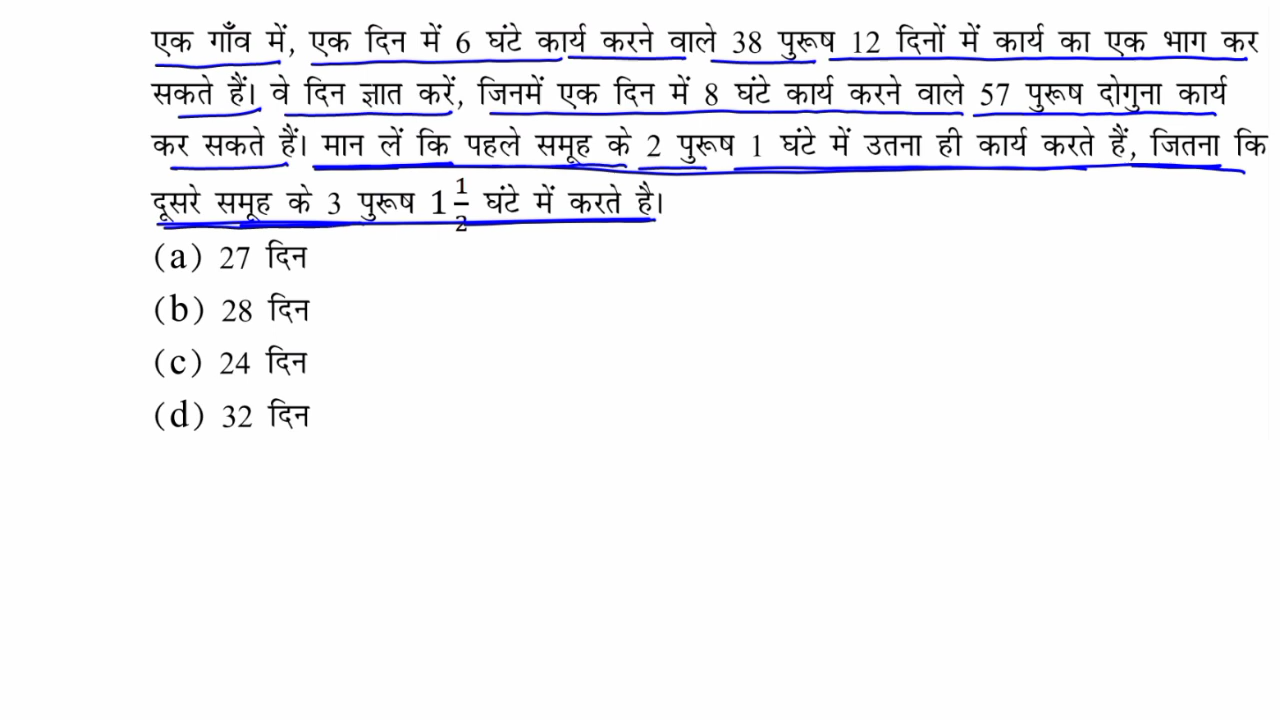 एक गाँव में, एक दिन में 6 घंटे कार्य करने वाले 38 पुरूष 12 दिनों में कार्य का एक भाग कर
सकते हैं। वे दिन ज्ञात करें, जिनमें एक दिन में 8 घंटे कार्य करने वाले 57 पुरूष दोगुना कार्य
कर सकते हैं। मान लें कि पहले समूह के 2 पुरूष 1 घंटे में उतना ही कार्य करते हैं, जितना कि
दूसरे समूह के 3 पुरूष 1 1/2 घंटे में करते है।
(a) 27 दिन
(b) 28 दिन
(c) 24 दिन
(d) 32 दिन